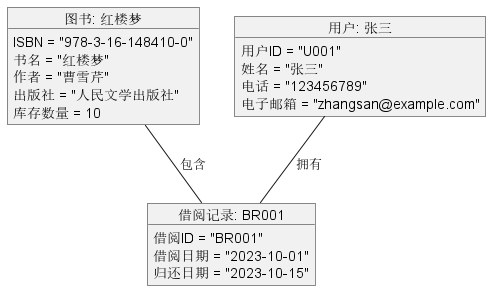 图书: 红楼梦
ISBN = "978-3-16-148410-0"
书名 = "红楼梦"
作者 = "曹雪芹"
出版社 = "人民文学出版社"
库存数量 = 10
用户: 张三
用户ID = "U001"
姓名 = "张三"
电话 = "123456789"
电子邮箱 = "zhangsan@example.com"
包含
拥有
借阅记录: BR001
借阅ID = "BR001"
借阅日期 = "2023-10-01"
归还日期 = "2023-10-15"